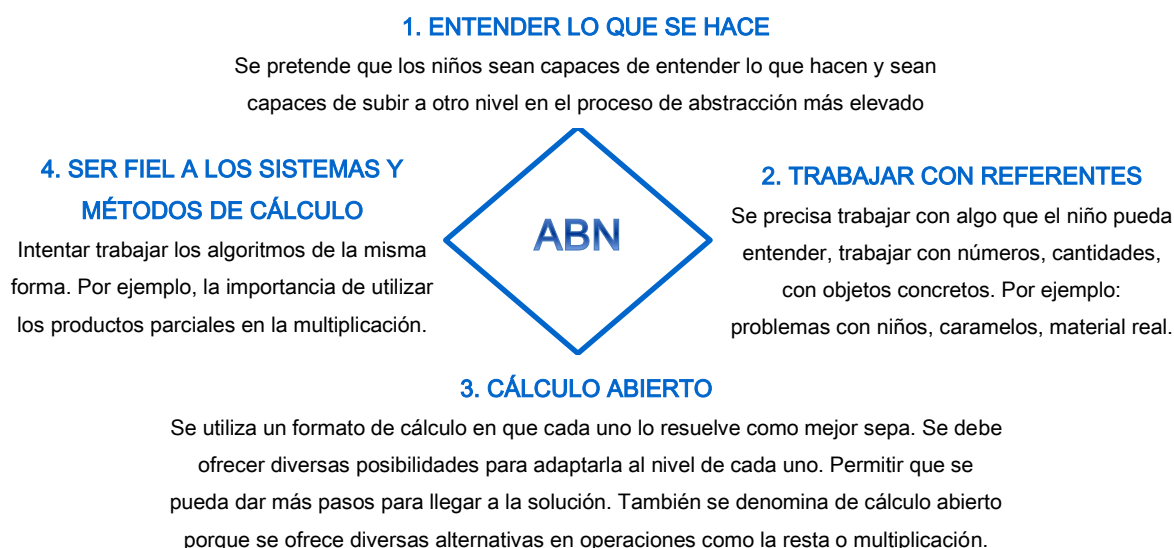 1. ENTENDER LO QUE SE HACE
Se pretende que los niños sean capaces de entender lo que hacen y sean
capaces de subir a otro nivel en el proceso de abstracción más elevado
4. SER FIEL A LOS SISTEMAS Y
MÉTODOS DE CÁLCULO
Intentar trabajar los algoritmos de la misma
forma. Por ejemplo, la importancia de utilizar
los productos parciales en la multiplicación.
ABN
2. TRABAJAR CON REFERENTES
Se precisa trabajar con algo que el niño pueda
entender, trabajar con números, cantidades,
con objetos concretos. Por ejemplo:
problemas con niños, caramelos, material real.
3. CÁLCULO ABIERTO
Se utiliza un formato de cálculo en que cada uno lo resuelve como mejor sepa. Se debe
ofrecer diversas posibilidades para adaptarla al nivel de cada uno. Permitir que se
pueda dar más pasos para llegar a la solución. También se denomina de cálculo abierto
porque se ofrece diversas alternativas en operaciones como la resta o multiplicación.